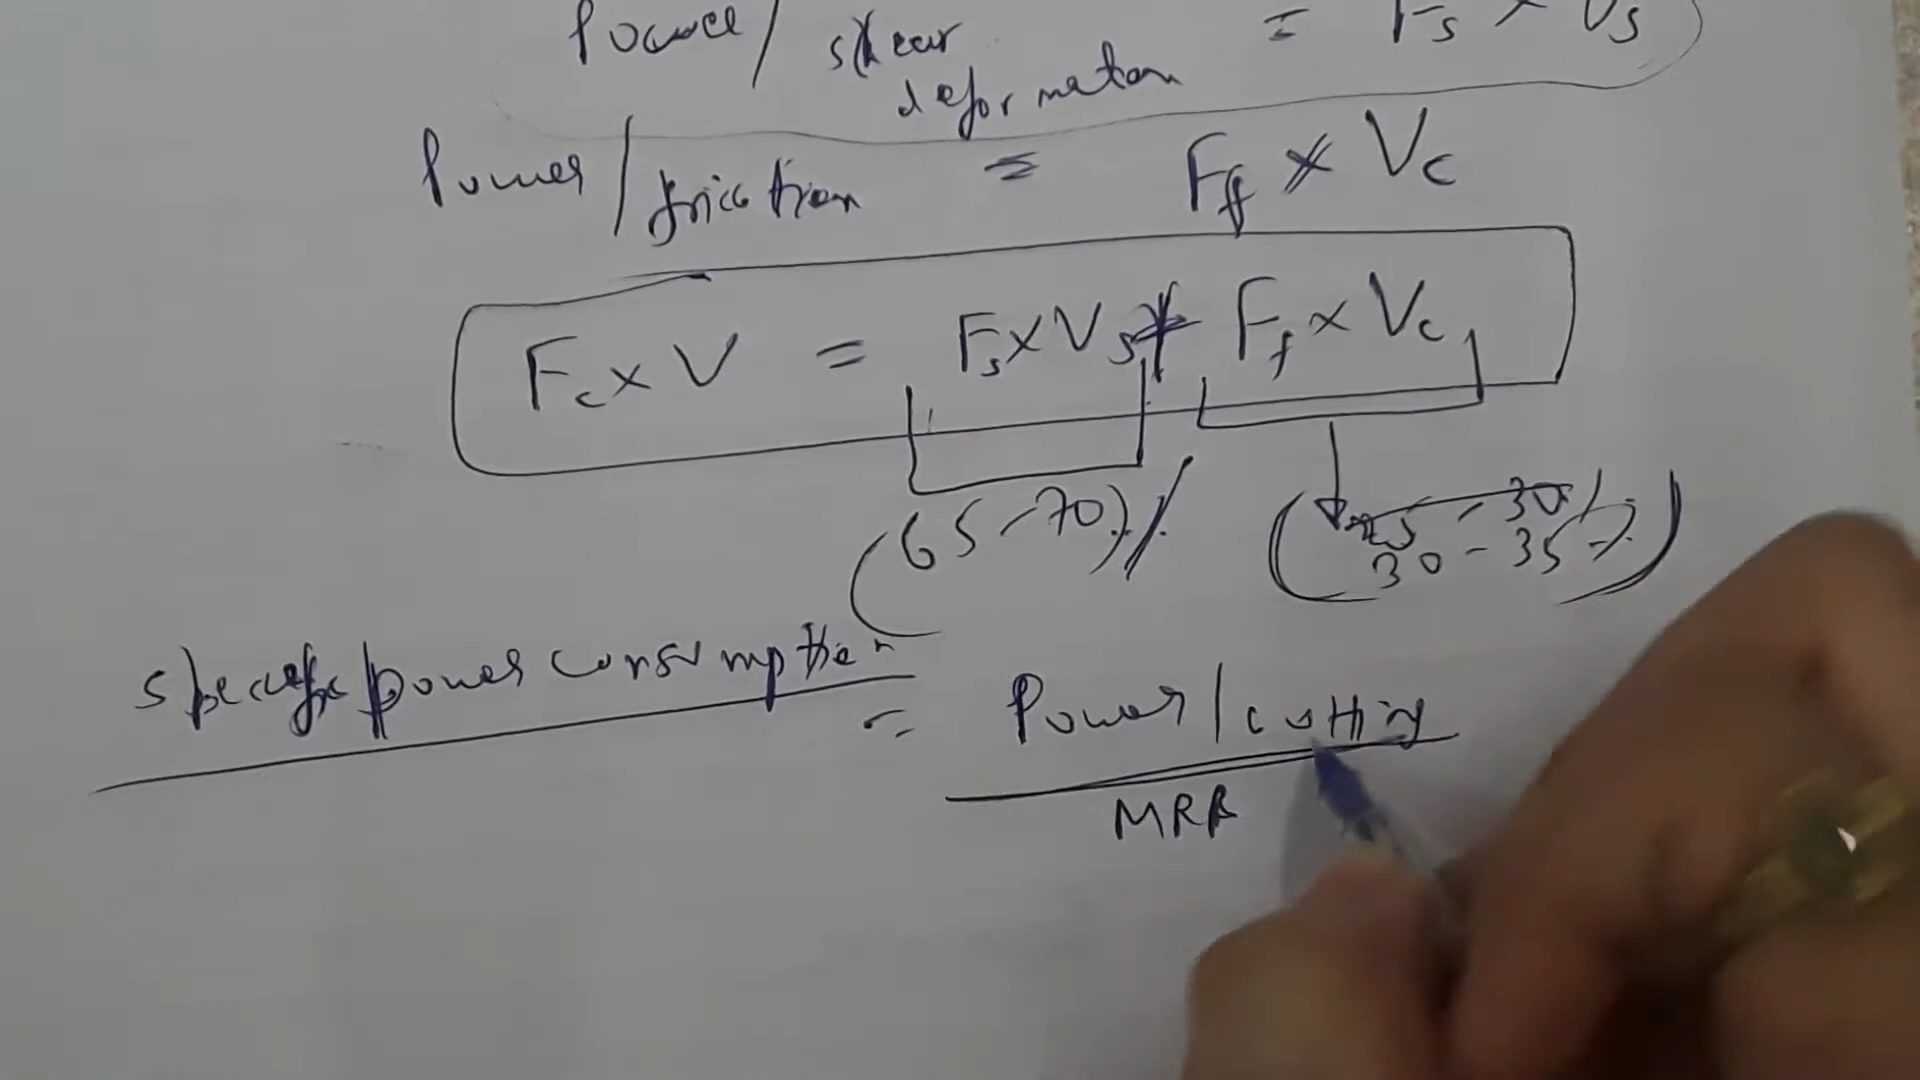 Power/ shear deformation = Fs × Vs
Power/friction = Ff × Vc
Fc × V = Fs × Vs + Ff × Vc
(65-70)%
30 - 35 %
specific power consumption = Power/cutting
MRR